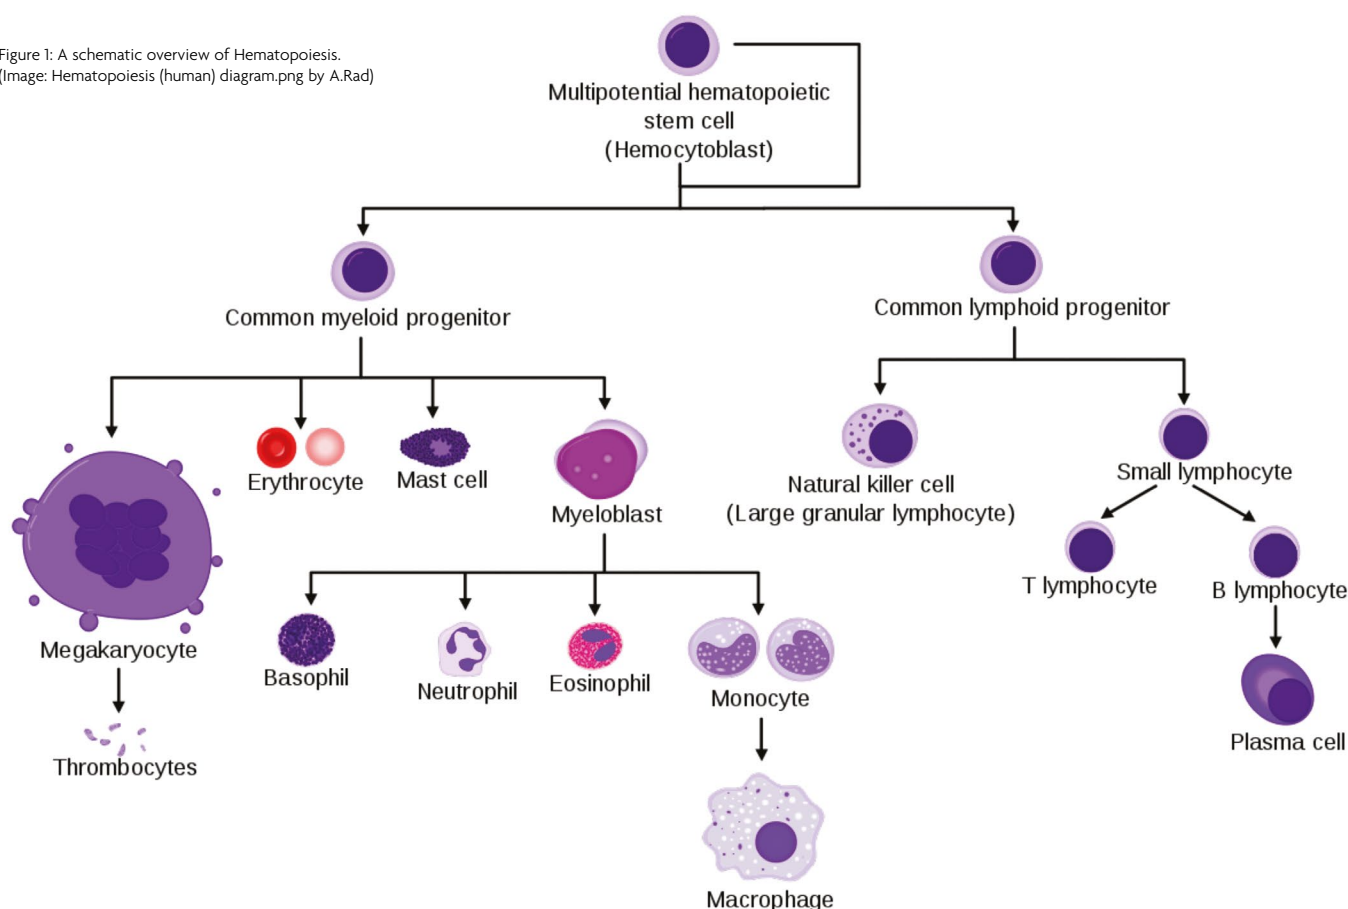 Figure 1: A schematic overview of Hematopoiesis.
(Image: Hematopoiesis (human) diagram.png by A.Rad)
Multipotential hematopoietic
stem cell
(Hemocytoblast)
Common myeloid progenitor
Common lymphoid progenitor
Erythrocyte
Mast cell
Myeloblast
Natural killer cell
(Large granular lymphocyte)
Small lymphocyte
T lymphocyte
B lymphocyte
Megakaryocyte
Basophil
Neutrophil
Eosinophil
Monocyte
Plasma cell
Thrombocytes
Macrophage